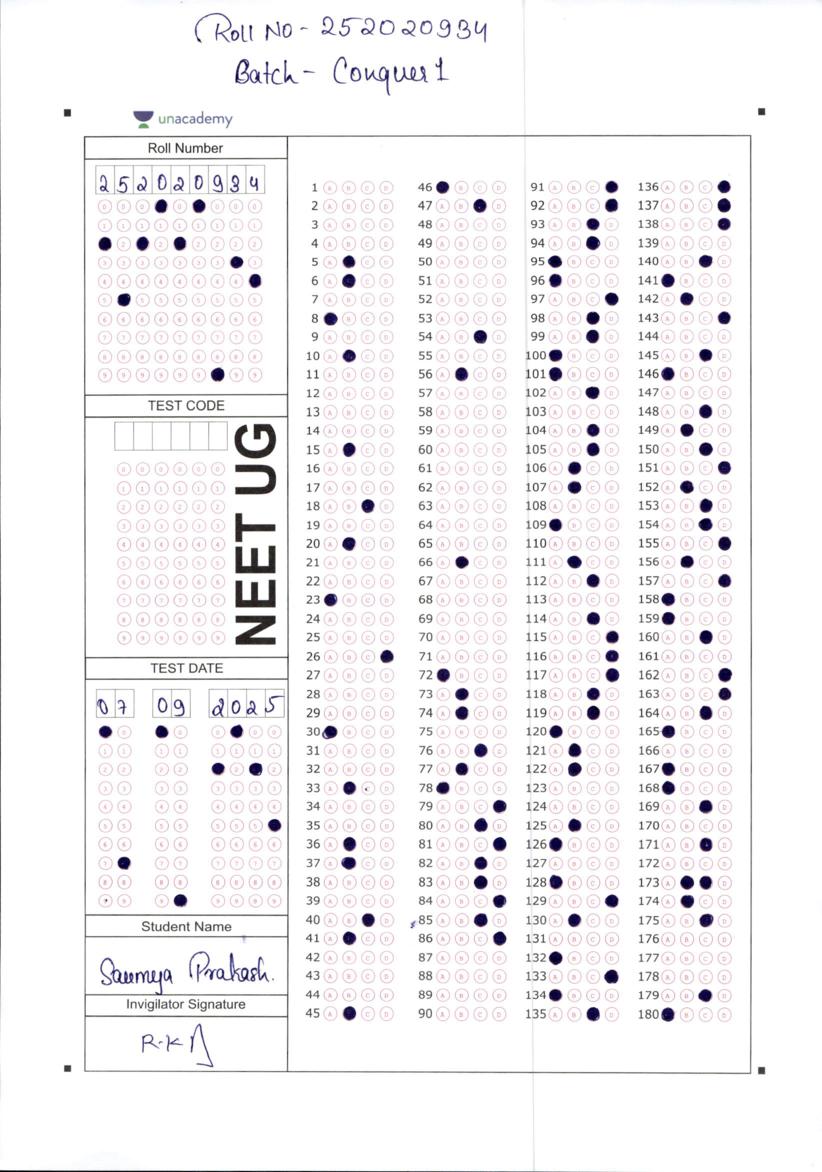 Roll No - 252020934
Batch - Conquer 1
unacademy
Roll Number
2 5 2 0 2 0 9 3 4
TEST CODE
NEET UG
TEST DATE
0 7 0 9 2 0 2 5
Student Name
Saumya Prakash.
Invigilator Signature
R-K
1 A B C D 46 B C D 91 A B C 136 A B C
2 A B C D 47 A B D 92 A B C 137 A B C
3 A B C D 48 A B C D 93 A B D 138 A B C
4 A B C D 49 A B C D 94 A B D 139 A B C D
5 A C D 50 A B C D 95 B C D 140 A B D
6 A C D 51 A B C D 96 B C D 141 B C D
7 A B C D 52 A B C D 97 A B C 142 A C D
8 B C D 53 A B C D 98 A B D 143 A B C
9 A B C D 54 A B D 99 A B D 144 A B C D
10 A C D 55 A B C D 100 B C D 145 A B D
11 A B C D 56 A C D 101 B C D 146 B C D
12 A B C D 57 A B C D 102 A B D 147 A B C D
13 A B C D 58 A B C D 103 A B C D 148 A B D
14 A B C D 59 A B C D 104 A B D 149 A C D
15 A C D 60 A B C D 105 A B D 150 A B D
16 A B C D 61 A B C D 106 A C D 151 A B C
17 A B C D 62 A B C D 107 A C D 152 A C D
18 A B D 63 A B C D 108 A B C D 153 A B D
19 A B C D 64 A B C D 109 B C D 154 A B D
20 A C D 65 A B C D 110 A B C D 155 A B C
21 A B C D 66 A C D 111 A C D 156 A C D
22 A B C D 67 A B C D 112 A B D 157 A B C
23 B C D 68 A B C D 113 A B C D 158 B C D
24 A B C D 69 A B C D 114 A B D 159 B C D
25 A B C D 70 A B C D 115 A B C 160 A B D
26 A B C 71 A B C D 116 A B C 161 A B C D
27 A B C D 72 B C D 117 A B C 162 A B C
28 A B C D 73 A C D 118 A B D 163 A B C
29 A B C D 74 A C D 119 A B D 164 A B D
30 B C D 75 A B C D 120 B C D 165 B C D
31 A B C D 76 A B D 121 A C D 166 A B C D
32 A B C D 77 A C D 122 A C D 167 B C D
33 A D 78 B C D 123 A B C D 168 B C D
34 A B C D 79 A B C 124 A B C D 169 A B D
35 A B C D 80 A B D 125 A C D 170 A B C D
36 A C D 81 A B C 126 B C D 171 A B D
37 A C D 82 A B D 127 A B C D 172 A B C D
38 A B C D 83 A B D 128 B C D 173 A D
39 A B C D 84 A B C 129 A B C 174 A C D
40 A B D 85 A B D 130 A C D 175 A B D
41 A C D 86 A B C 131 A B C D 176 A B C D
42 A B C D 87 A B C D 132 B C D 177 A B C D
43 A B C D 88 A B C D 133 A B C 178 A B C D
44 A B C D 89 A B C D 134 B C D 179 A B D
45 A C D 90 A B C D 135 A B D 180 B C D